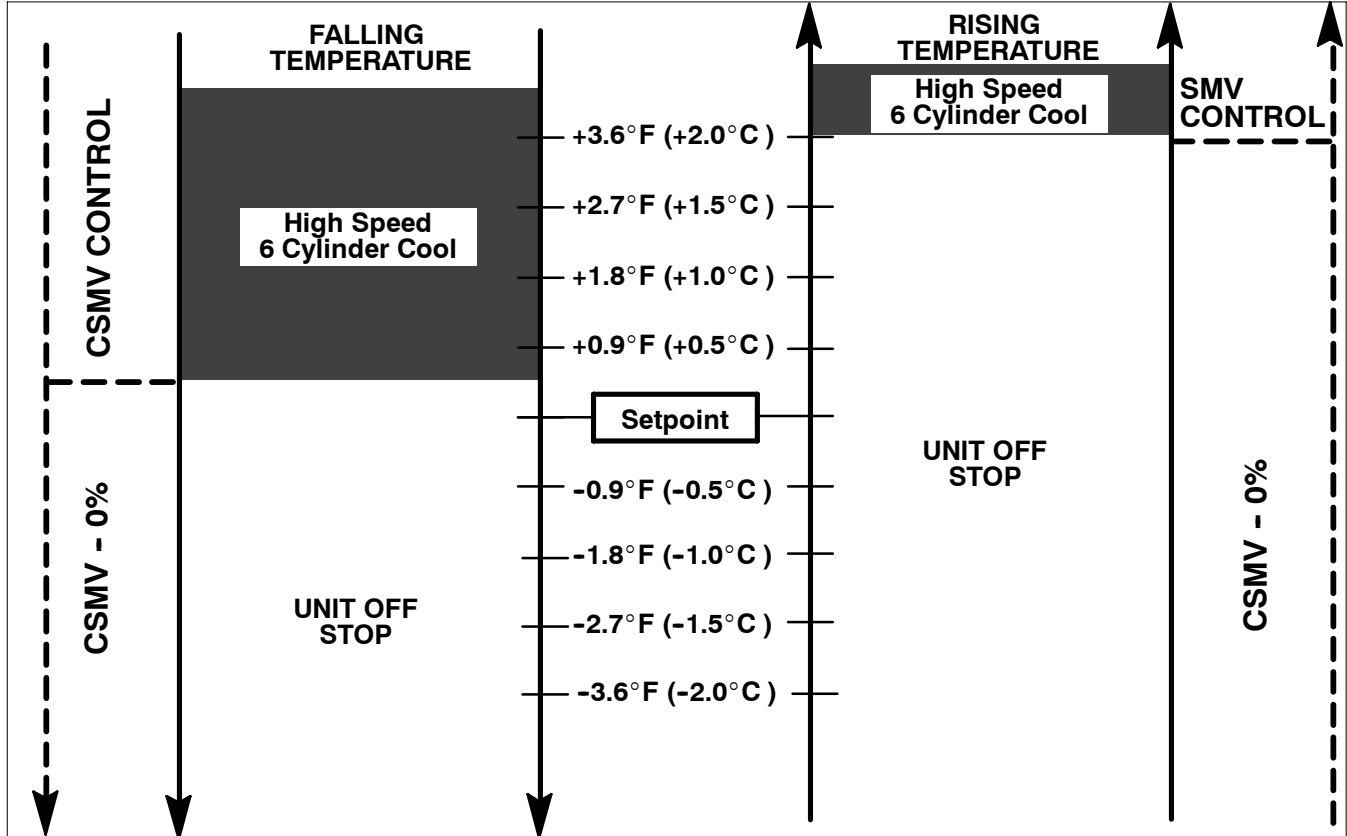 FALLING
TEMPERATURE
RISING
TEMPERATURE
CSMV CONTROL
High Speed
6 Cylinder Cool
High Speed
6 Cylinder Cool
SMV
CONTROL
+3.6°F (+2.0°C)
+2.7°F (+1.5°C)
+1.8°F (+1.0°C)
+0.9°F (+0.5°C)
Setpoint
-0.9°F (-0.5°C)
-1.8°F (-1.0°C)
-2.7°F (-1.5°C)
-3.6°F (-2.0°C)
CSMV - 0%
UNIT OFF
STOP
UNIT OFF
STOP
CSMV - 0%